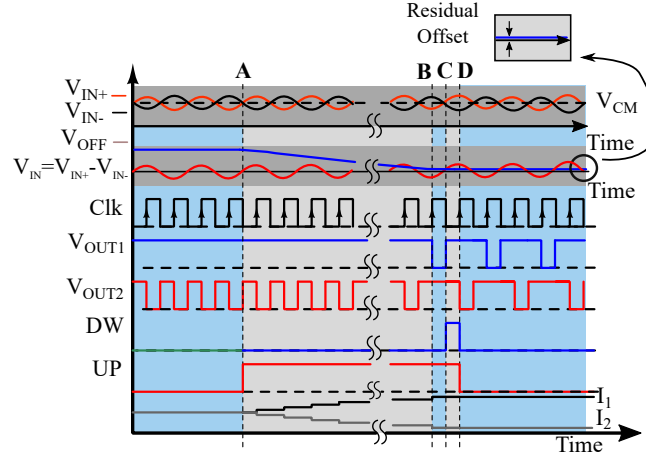 Residual
Offset
A
B
C
D
V_IN+
V_IN-
V_CM
V_OFF
Time
V_IN=V_IN+-V_IN-
Time
Clk
V_OUT1
V_OUT2
DW
UP
I_1
I_2
Time